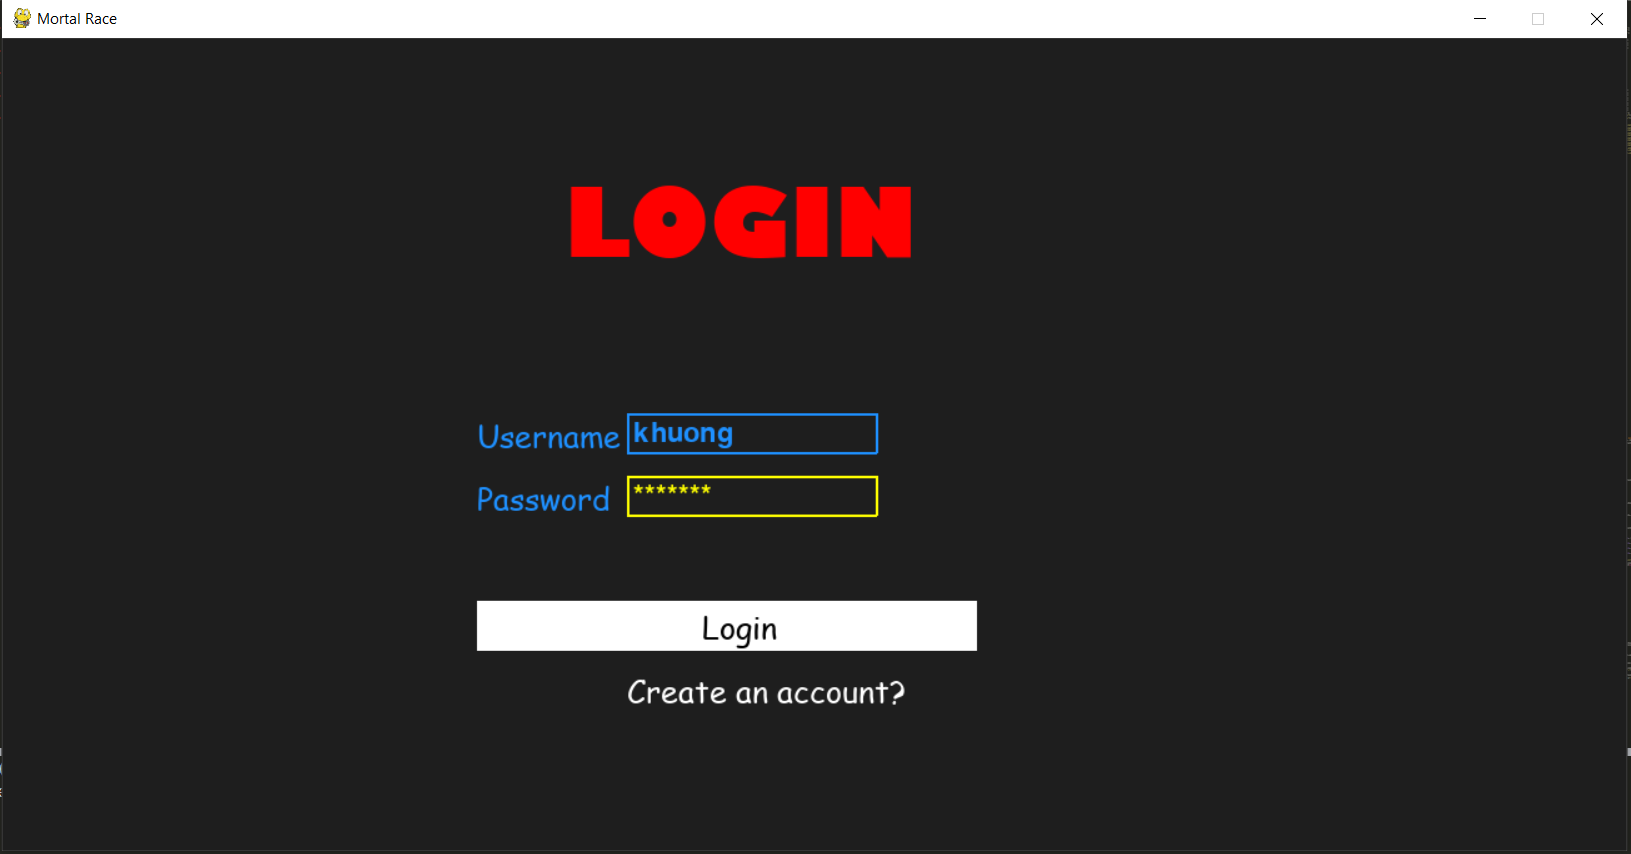 Mortal Race
LOGIN
Username khuong
Password *******
Login
Create an account?